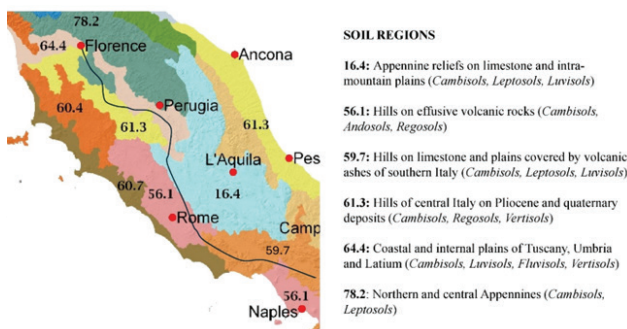 78.2
64.4
Florence
Ancona
60.4
Perugia
61.3
61.3
L'Aquila
Pes
60.7
56.1
16.4
Rome
Camp
59.7
56.1
Naples
SOIL REGIONS
16.4: Appennine reliefs on limestone and intra-
mountain plains (Cambisols, Leptosols, Luvisols)
56.1: Hills on effusive volcanic rocks (Cambisols,
Andosols, Regosols)
59.7: Hills on limestone and plains covered by volcanic
ashes of southern Italy (Cambisols, Leptosols, Luvisols)
61.3: Hills of central Italy on Pliocene and quaternary
deposits (Cambisols, Regosols, Vertisols)
64.4: Coastal and internal plains of Tuscany, Umbria
and Latium (Cambisols, Luvisols, Fluvisols, Vertisols)
78.2: Northern and central Appennines (Cambisols,
Leptosols)